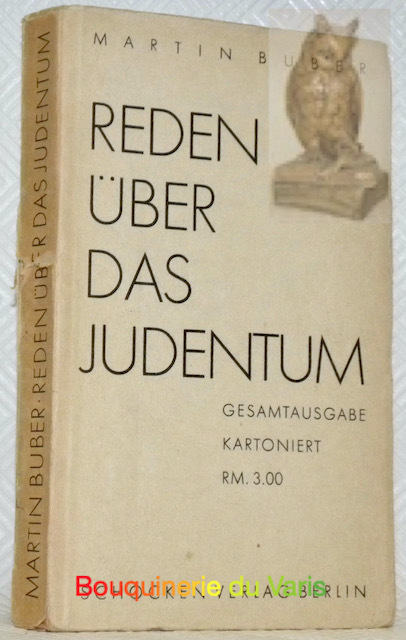 MARTIN BUBER
REDEN
ÜBER
DAS
JUDENTUM
GESAMTAUSGABE
KARTONIERT
RM. 3.00
SCHOCKEN VERLAG BERLIN
Bouquinerie du Varis
MARTIN BUBER · REDEN ÜBER DAS JUDENTUM